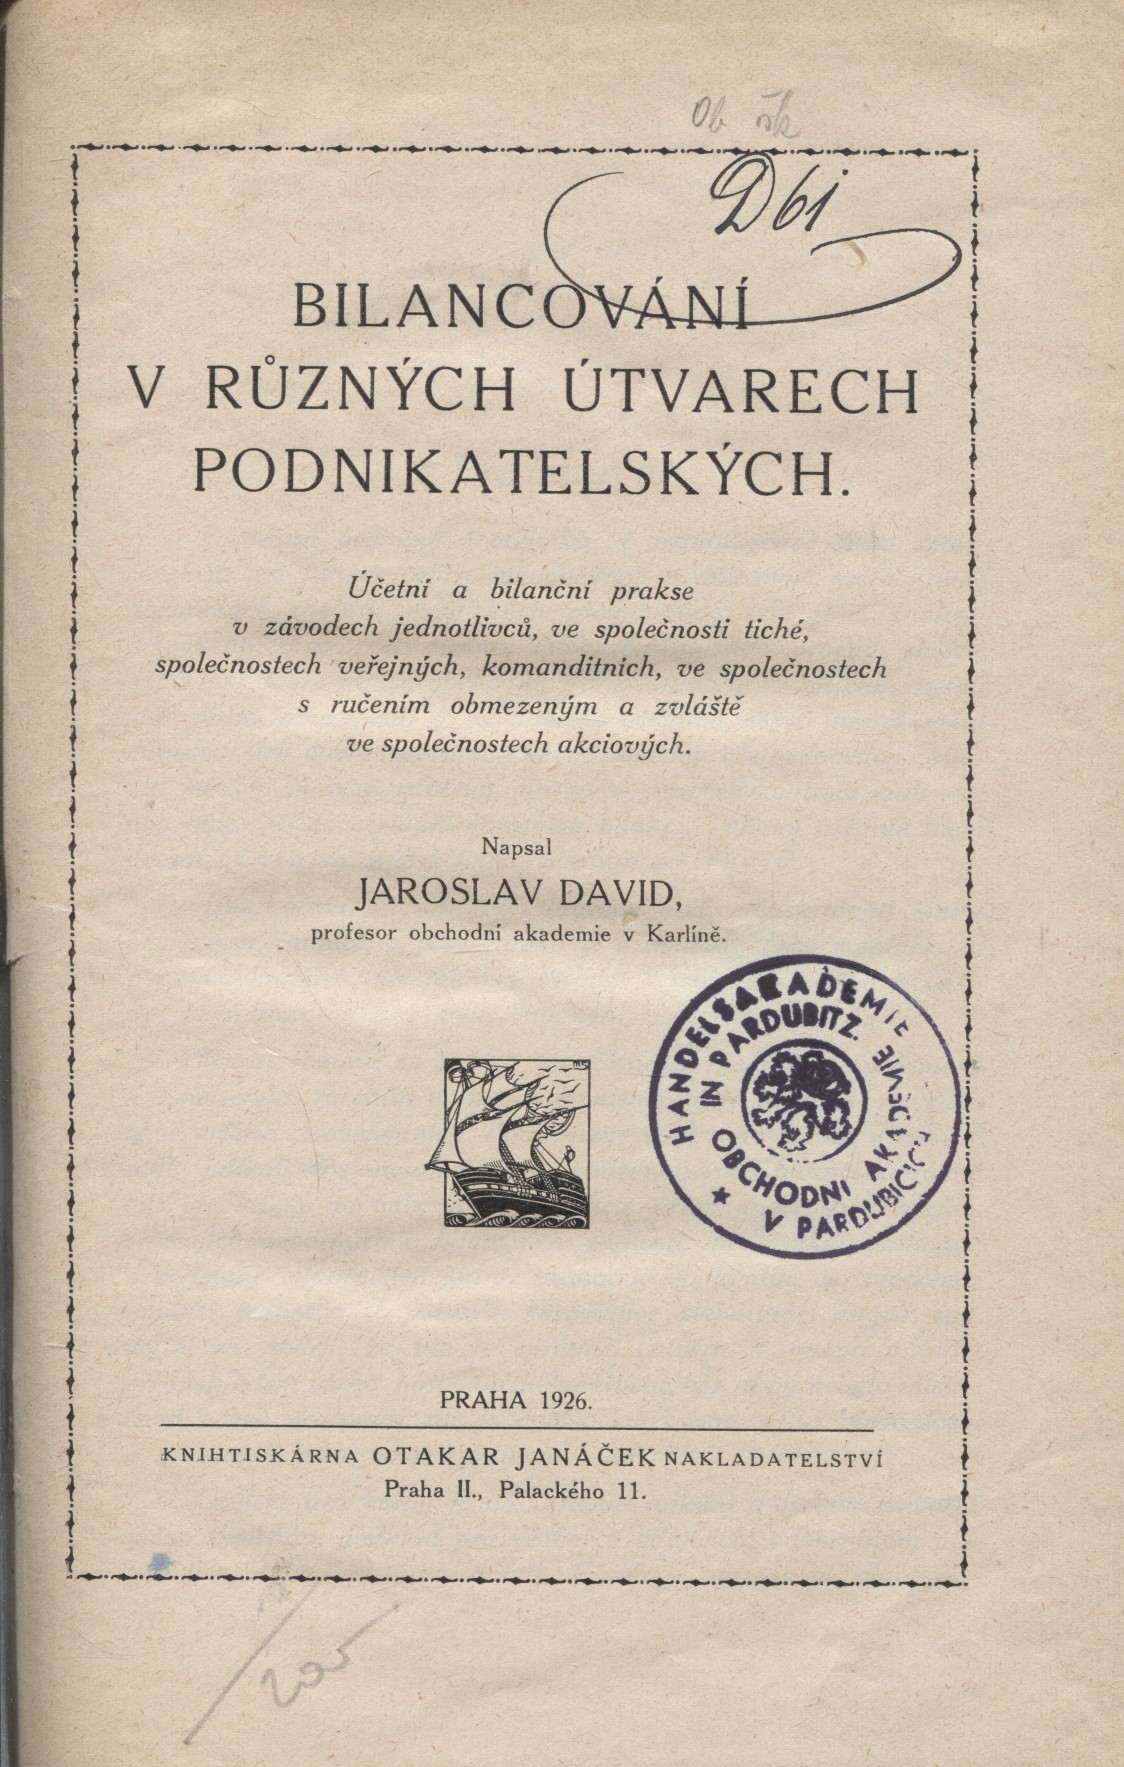 Ob šk
D61
BILANCOVÁNÍ
V RŮZNÝCH ÚTVARECH
PODNIKATELSKÝCH.
Účetní a bilanční prakse
v závodech jednotlivců, ve společnosti tiché,
společnostech veřejných, komanditních, ve společnostech
s ručením obmezeným a zvláště
ve společnostech akciových.
Napsal
JAROSLAV DAVID,
profesor obchodní akademie v Karlíně.
HANDELSAKADEMIE
IN PARDUBITZ.
OBCHODNI AKADEMIE
V PARDUBICICH
PRAHA 1926.
KNIHTISKÁRNA OTAKAR JANÁČEK NAKLADATELSTVÍ
Praha II., Palackého 11.